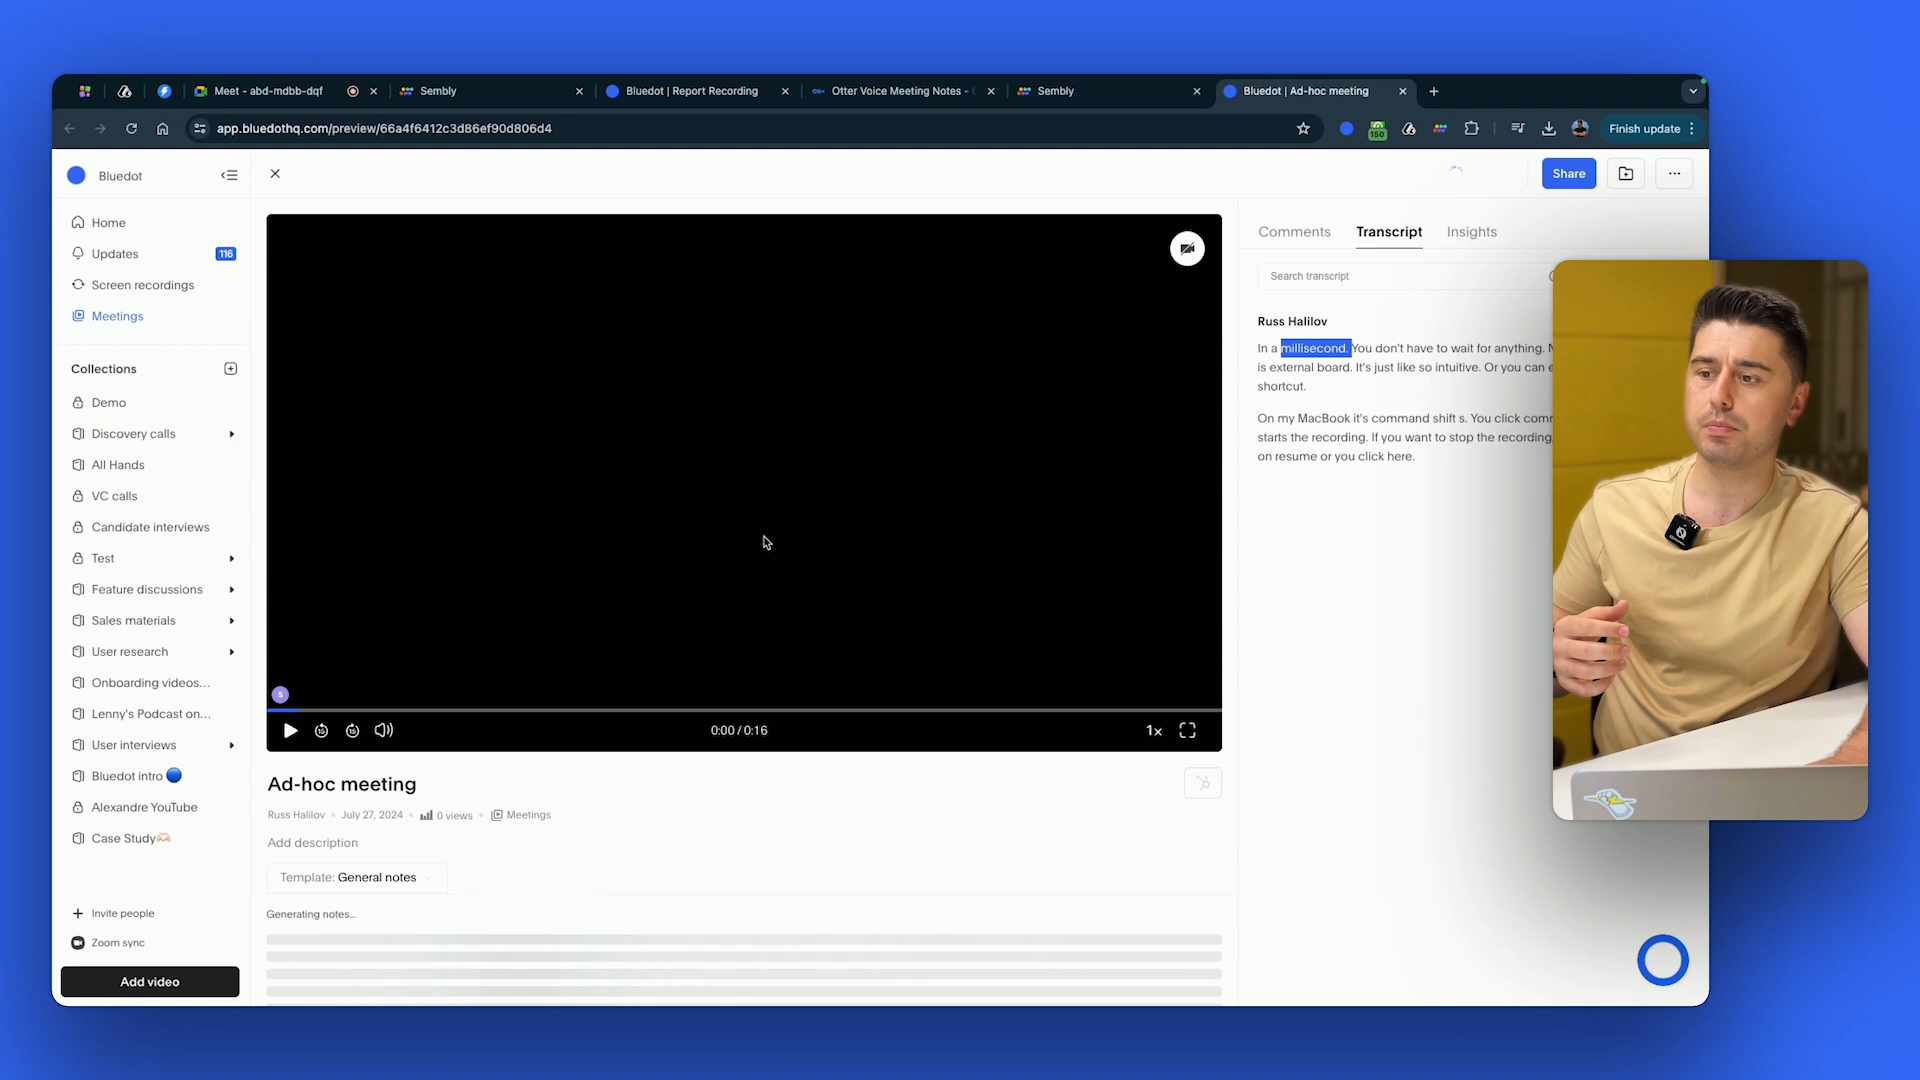 Meet - abd-mdbb-dqf
Sembly
Bluedot | Report Recording
Otter Voice Meeting Notes -
Sembly
Bluedot | Ad-hoc meeting
app.bluedothq.com/preview/66a4f6412c3d86ef90d806d4
150
Finish update
Bluedot
Share
Home
Updates
116
Screen recordings
Meetings
Collections
Demo
Discovery calls
All Hands
VC calls
Candidate interviews
Test
Feature discussions
Sales materials
User research
Onboarding videos...
Lenny's Podcast on...
User interviews
Bluedot intro
Alexandre YouTube
Case Study
Invite people
Zoom sync
Add video
S
15
15
0:00 / 0:16
1x
Ad-hoc meeting
Russ Halilov
July 27, 2024
0 views
Meetings
Add description
Template: General notes
Generating notes...
Comments
Transcript
Insights
Search transcript
Russ Halilov
In a millisecond. You don't have to wait for anything.
is external board. It's just like so intuitive. Or you can
shortcut.
On my MacBook it's command shift s. You click
starts the recording. If you want to stop the recording,
on resume or you click here.